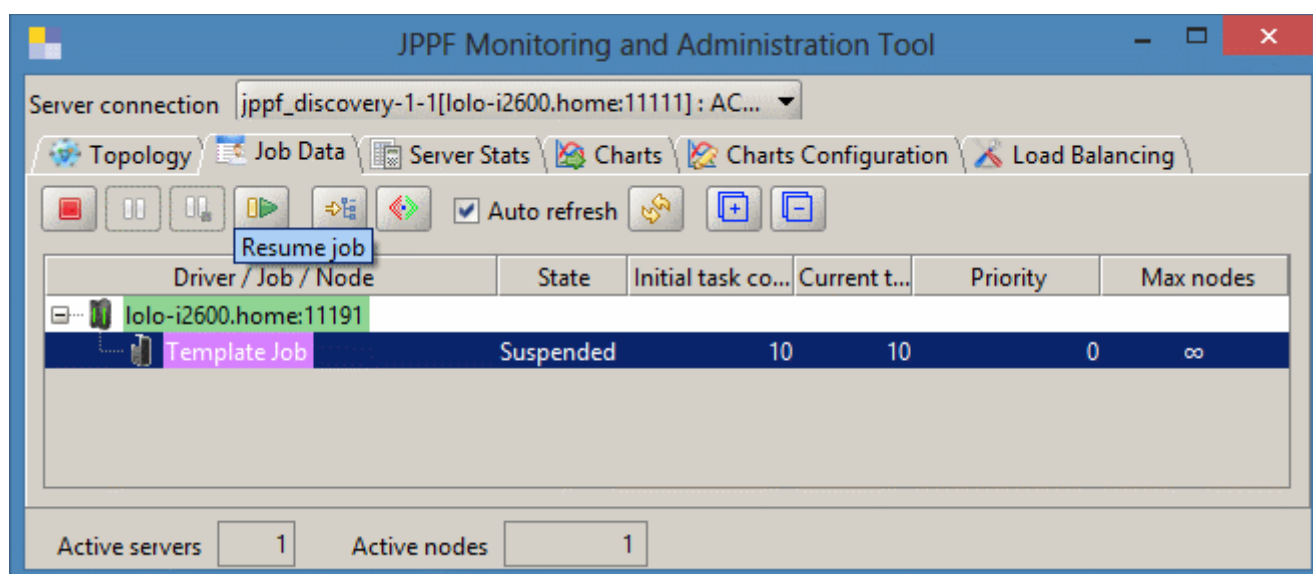 JPPF Monitoring and Administration Tool
Server connection jppf_discovery-1-1[lolo-i2600.home:11111] : AC...
Topology Job Data Server Stats Charts Charts Configuration Load Balancing
Auto refresh
Resume job
Driver / Job / Node State Initial task co... Current t... Priority Max nodes
lolo-i2600.home:11191
Template Job Suspended 10 10 0 ∞
Active servers 1 Active nodes 1